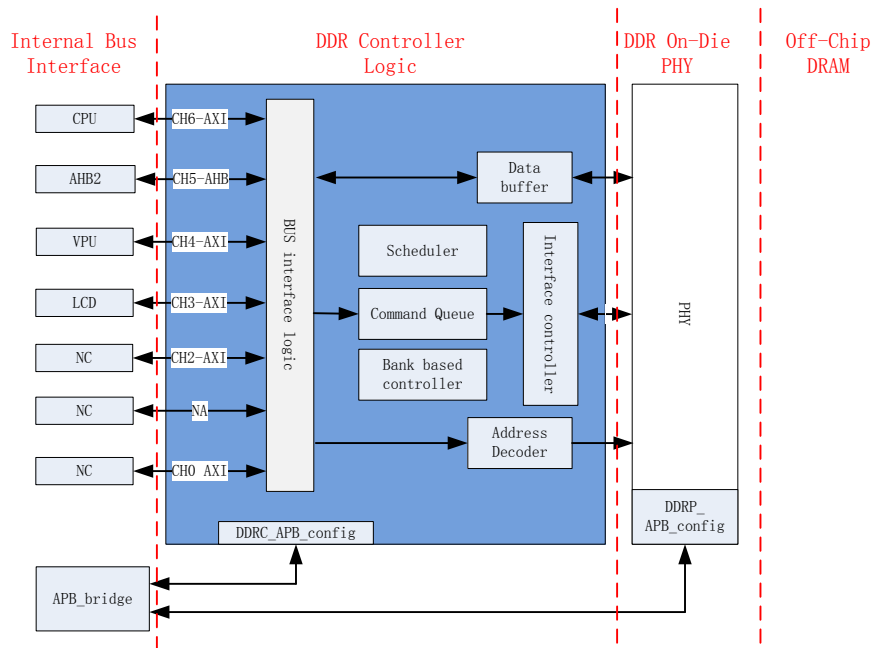 Internal Bus
Interface
DDR Controller
Logic
DDR On-Die
PHY
Off-Chip
DRAM
CPU
CH6-AXI
AHB2
CH5-AHB
VPU
CH4-AXI
LCD
CH3-AXI
NC
CH2-AXI
NC
NA
NC
CH0 AXI
BUS interface logic
Data
buffer
Scheduler
Command Queue
Bank based
controller
Interface controller
Address
Decoder
PHY
DDRC_APB_config
DDRP_
APB_config
APB_bridge